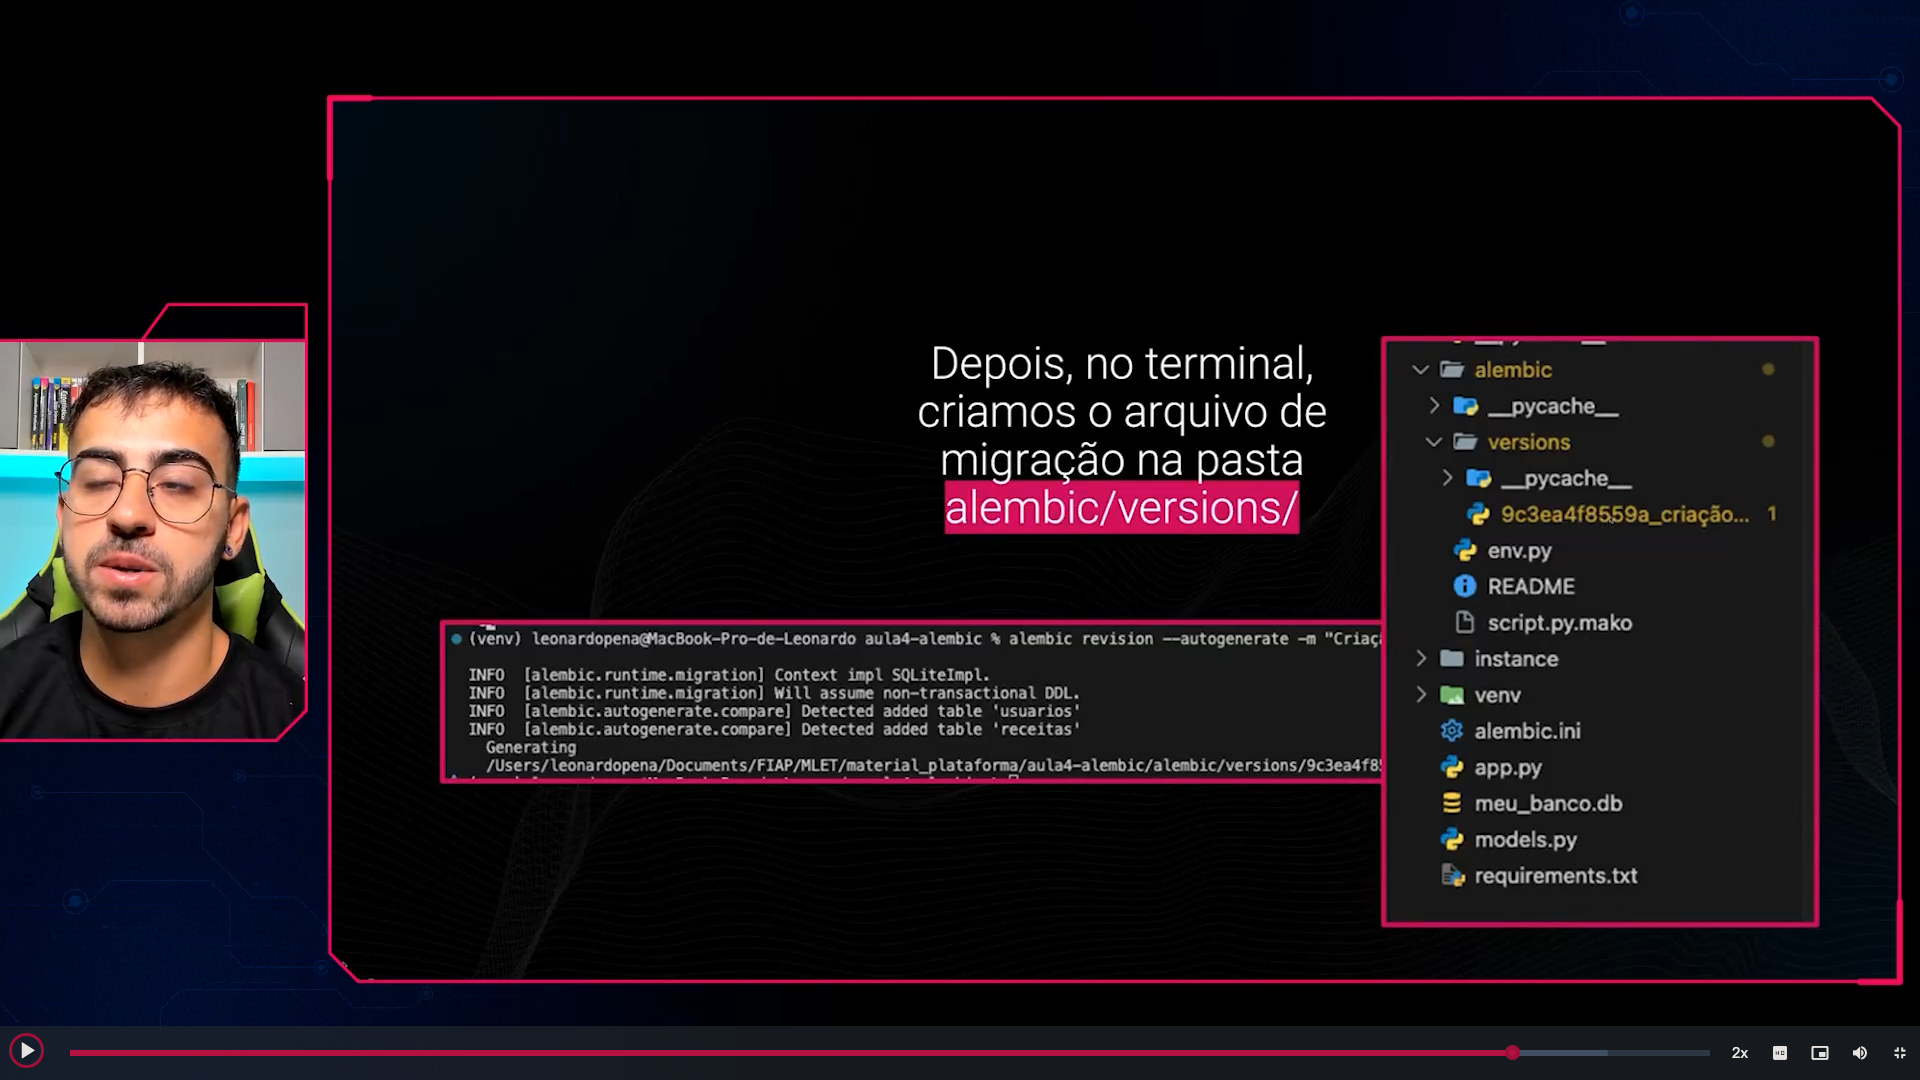 Depois, no terminal,
criamos o arquivo de
migração na pasta
alembic/versions/
(venv) leonardopena@MacBook-Pro-de-Leonardo aula4-alembic % alembic revision --autogenerate -m "Criaç
INFO [alembic.runtime.migration] Context impl SQLiteImpl.
INFO [alembic.runtime.migration] Will assume non-transactional DDL.
INFO [alembic.autogenerate.compare] Detected added table 'usuarios'
INFO [alembic.autogenerate.compare] Detected added table 'receitas'
Generating
/Users/leonardopena/Documents/FIAP/MLET/material_plataforma/aula4-alembic/alembic/versions/9c3ea4f85
alembic
__pycache__
versions
__pycache__
9c3ea4f8559a_criação... 1
env.py
README
script.py.mako
instance
venv
alembic.ini
app.py
meu_banco.db
models.py
requirements.txt
2x